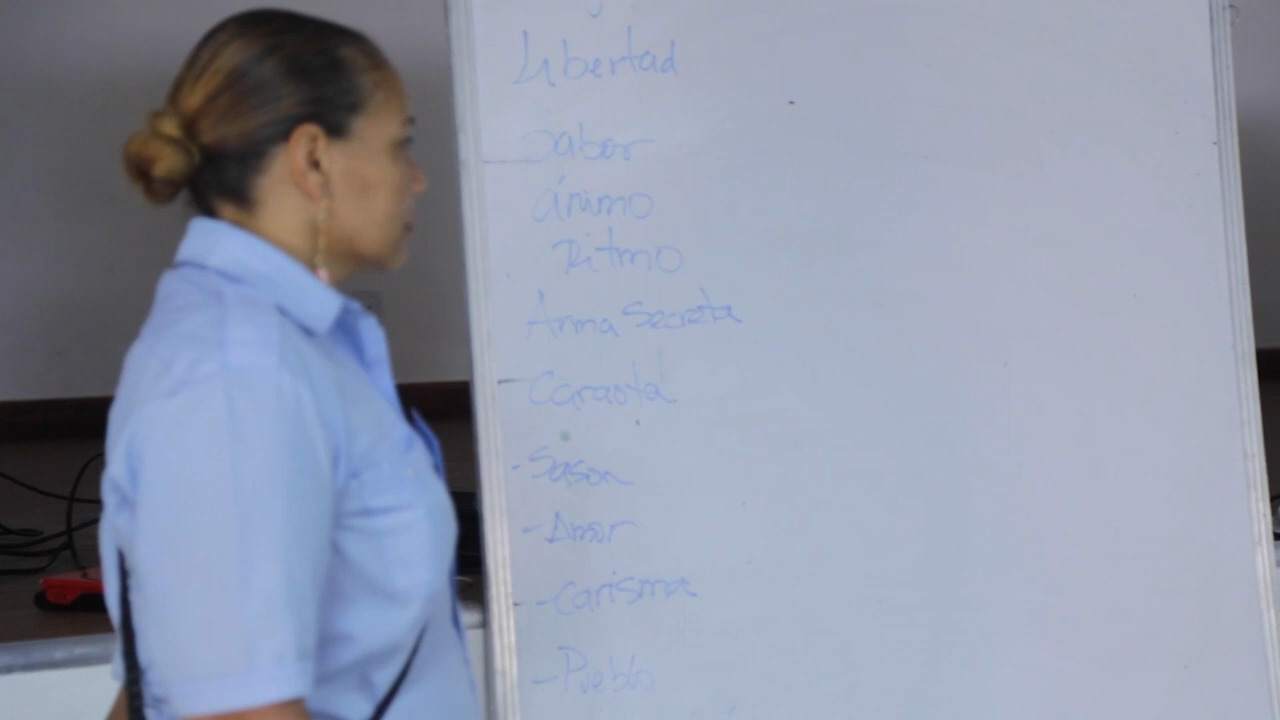 Libertad
Sabor
ánimo
Ritmo
Arma Secreta
- Caraota
- Sason
- Amor
- - Carisma
- Pueblo